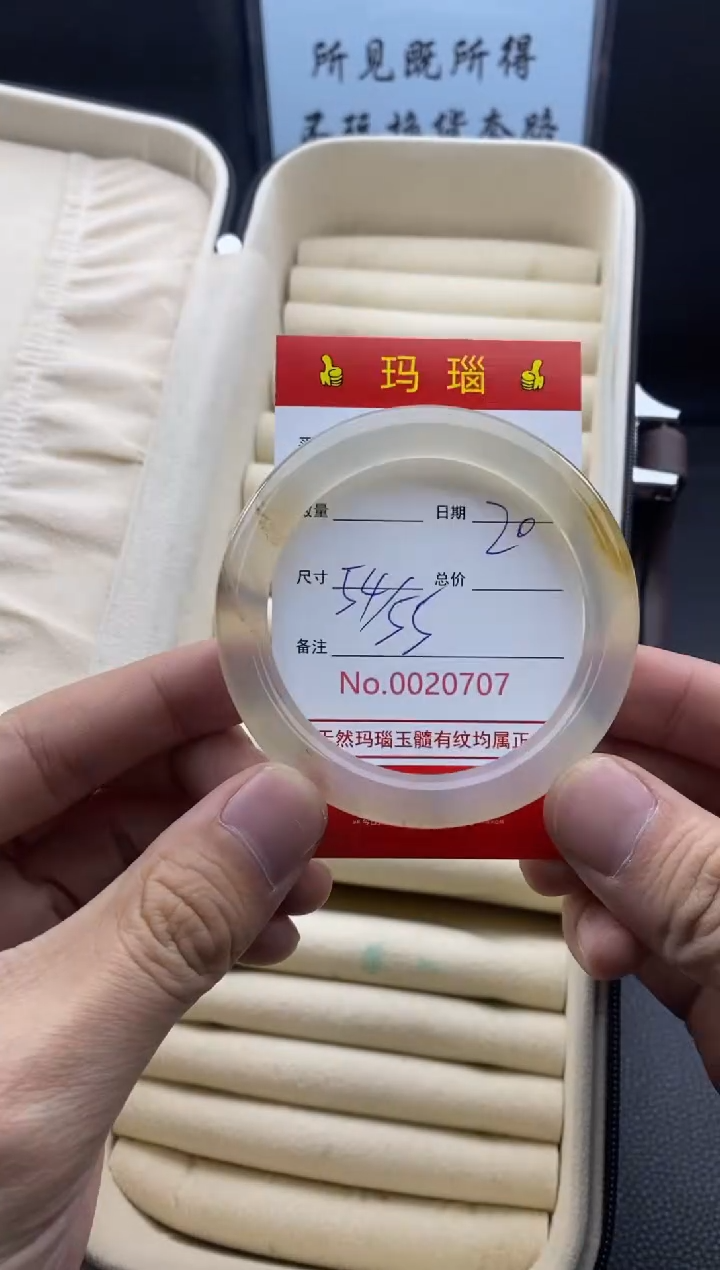 所见既所得
玛瑙
量 日期 20
尺寸 54/55 总价
备注
No.0020707
天然玛瑙玉髓有纹均属正